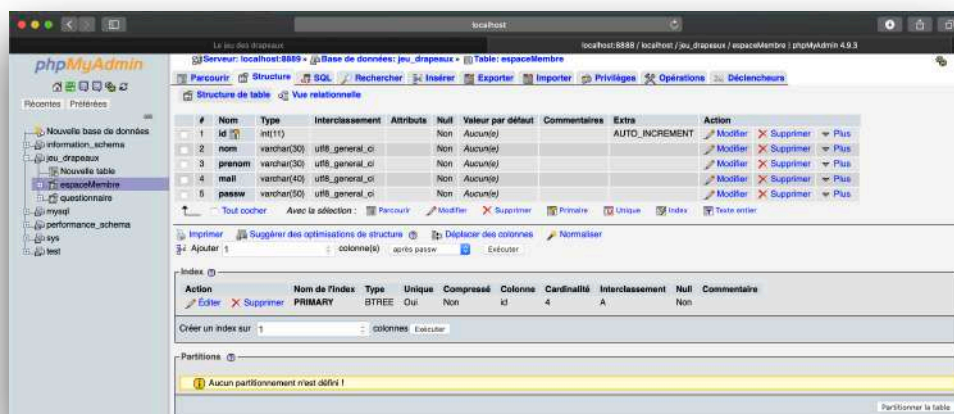 localhost
Le jeu des drapeaux
localhost:8888 / localhost / jeu_drapeaux / espaceMembre | phpMyAdmin 4.9.3
phpMyAdmin
Récentes Préférées
Nouvelle base de données
information_schema
jeu_drapeaux
Nouvelle table
espaceMembre
questionnaire
mysql
performance_schema
sys
test
Serveur: localhost:8889 » Base de données: jeu_drapeaux » Table: espaceMembre
Parcourir Structure SQL Rechercher Insérer Exporter Importer Privilèges Opérations Déclencheurs
Structure de table Vue relationnelle
# Nom Type Interclassement Attributs Null Valeur par défaut Commentaires Extra Action
1 id int(11) Non Aucun(e) AUTO_INCREMENT Modifier Supprimer Plus
2 nom varchar(30) utf8_general_ci Non Aucun(e) Modifier Supprimer Plus
3 prenom varchar(30) utf8_general_ci Non Aucun(e) Modifier Supprimer Plus
4 mail varchar(40) utf8_general_ci Non Aucun(e) Modifier Supprimer Plus
5 passw varchar(50) utf8_general_ci Non Aucun(e) Modifier Supprimer Plus
Tout cocher Avec la sélection : Parcourir Modifier Supprimer Primaire Unique Index Texte entier
Imprimer Suggérer des optimisations de structure Déplacer des colonnes Normaliser
Ajouter 1 colonne(s) après passw Exécuter
Index
Action Nom de l'index Type Unique Compressé Colonne Cardinalité Interclassement Null Commentaire
Éditer Supprimer PRIMARY BTREE Oui Non id 4 A Non
Créer un index sur 1 colonnes Exécuter
Partitions
Aucun partitionnement n'est défini !
Partitionner la table